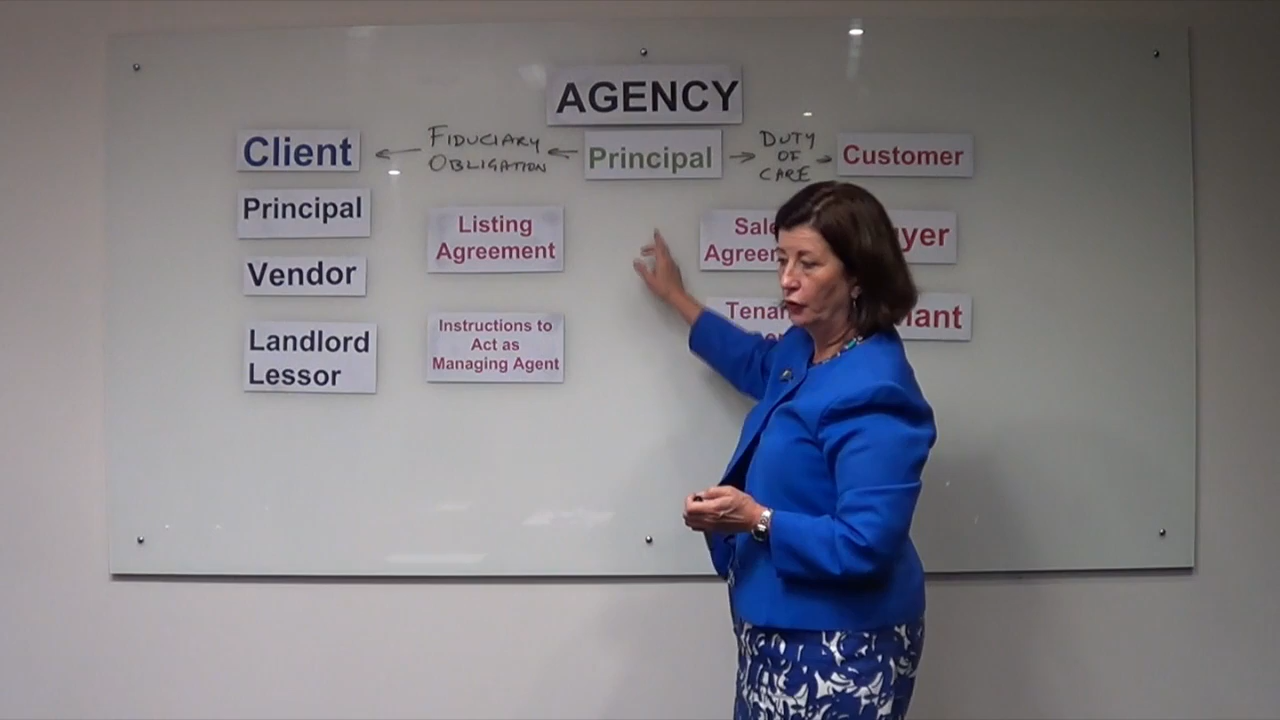 AGENCY
Client
FIDUCIARY
OBLIGATION
Principal
DUTY
OF
CARE
Customer
Principal
Vendor
Landlord
Lessor
Listing
Agreement
Instructions to
Act as
Managing Agent